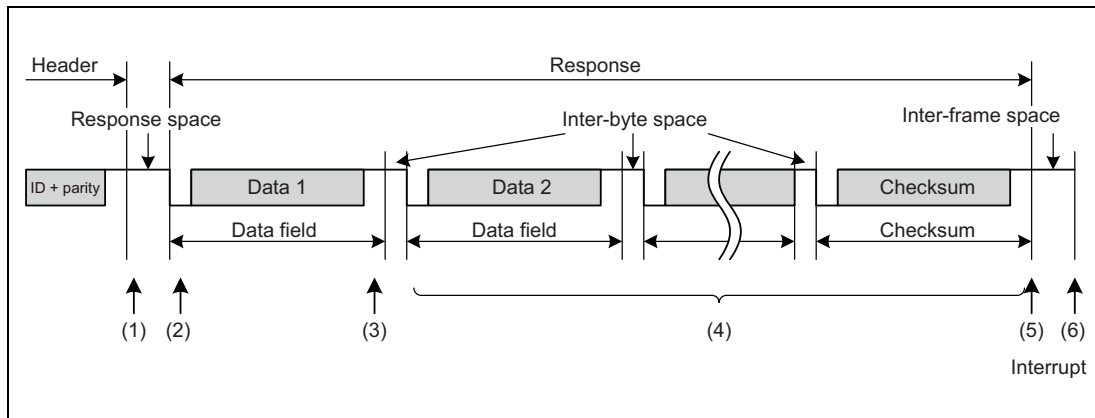 Header
Response
Response space
Inter-byte space
Inter-frame space
ID + parity
Data 1
Data 2
Checksum
Data field
Data field
Checksum
(1)
(2)
(3)
(4)
(5)
(6)
Interrupt